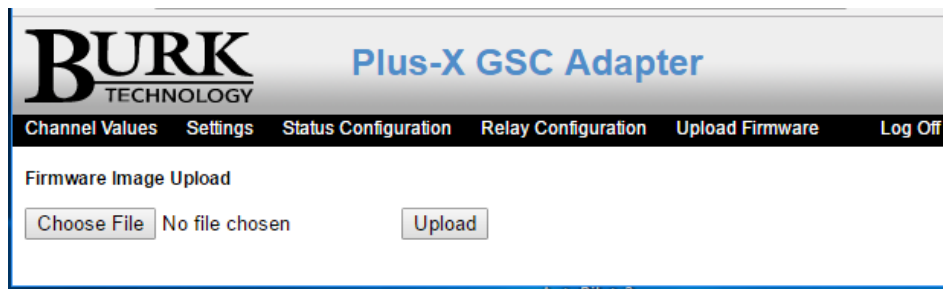 BURK
TECHNOLOGY
Plus-X GSC Adapter
Channel Values Settings Status Configuration Relay Configuration Upload Firmware Log Off
Firmware Image Upload
Choose File No file chosen Upload